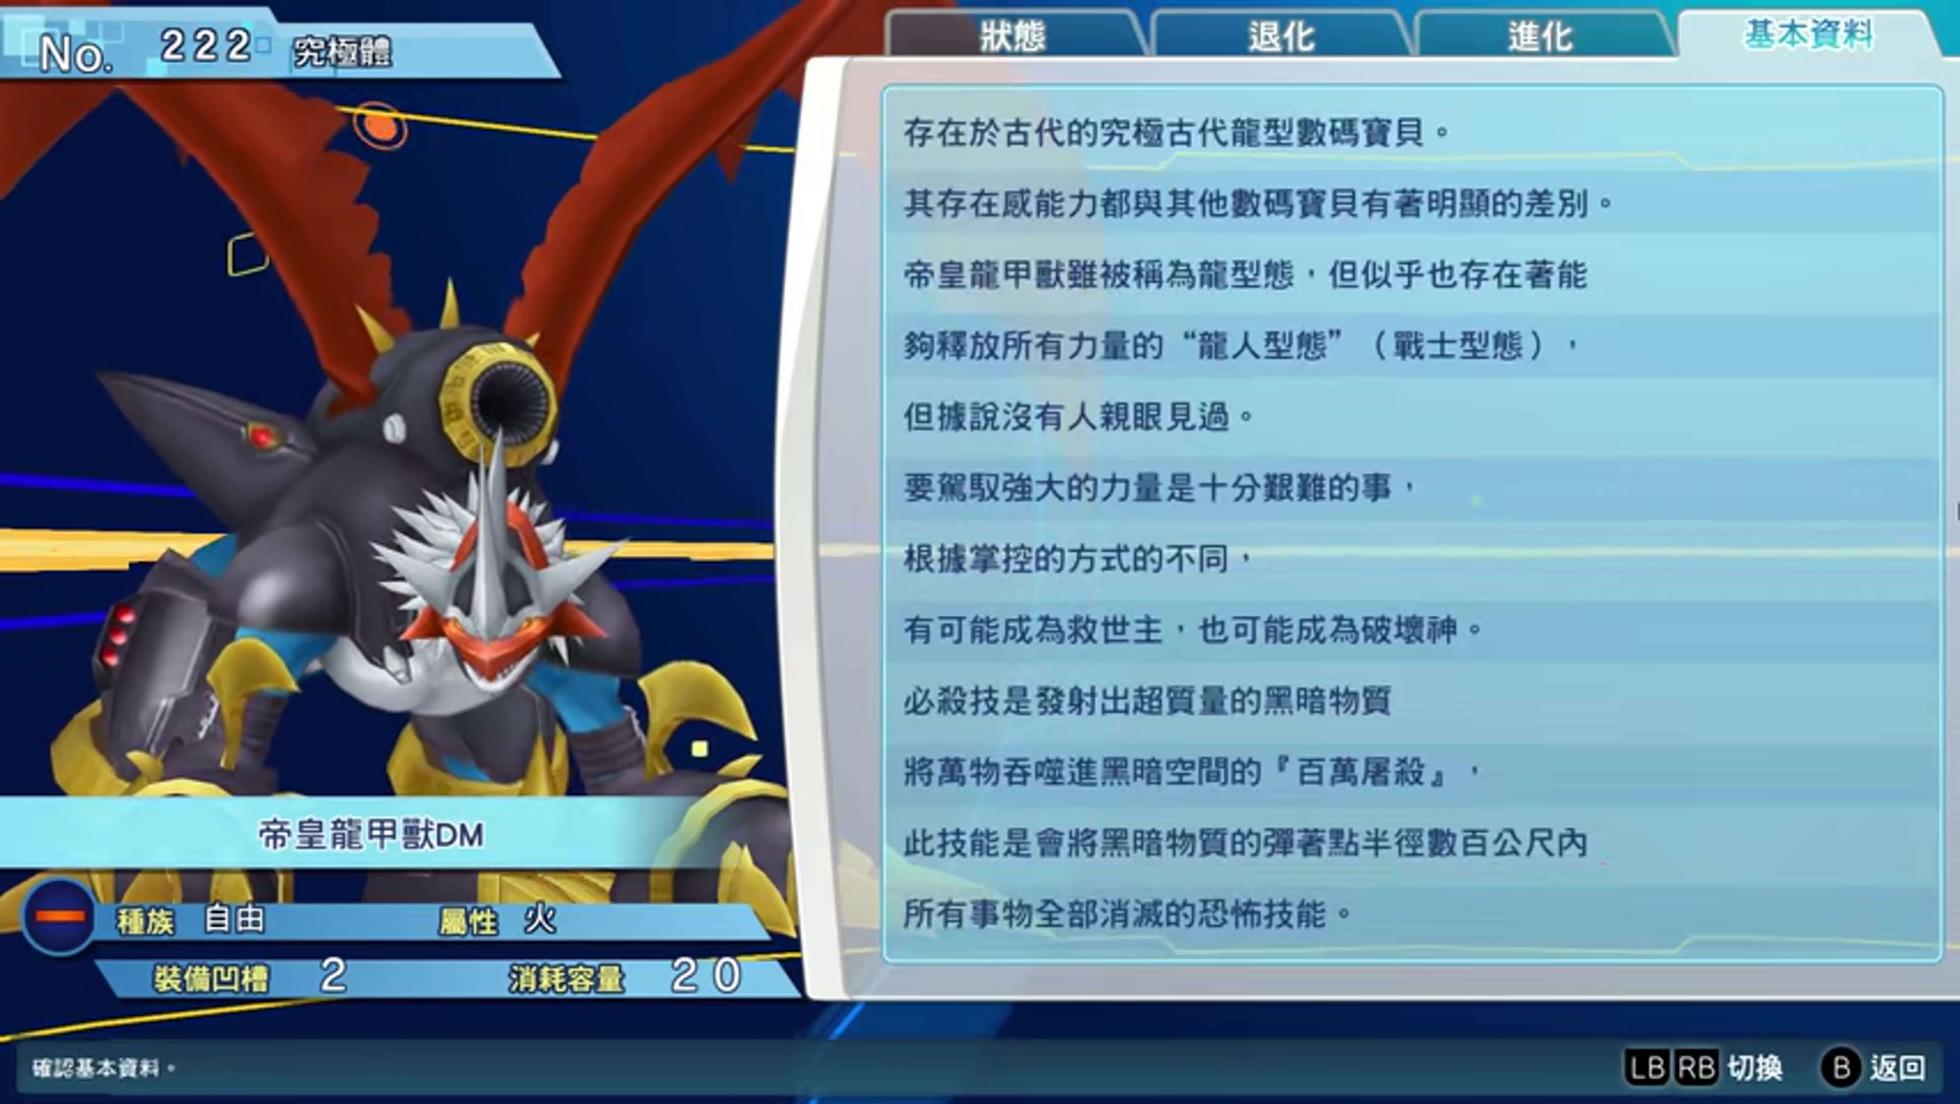 No. 222 究極體
狀態
退化
進化
基本資料
存在於古代的究極古代龍型數碼寶貝。
其存在感能力都與其他數碼寶貝有著明顯的差別。
帝皇龍甲獸雖被稱為龍型態，但似乎也存在著能
夠釋放所有力量的“龍人型態”（戰士型態），
但據說沒有人親眼見過。
要駕馭強大的力量是十分艱難的事，
根據掌控的方式的不同，
有可能成為救世主，也可能成為破壞神。
必殺技是發射出超質量的黑暗物質
將萬物吞噬進黑暗空間的『百萬屠殺』，
此技能是會將黑暗物質的彈著點半徑數百公尺內
所有事物全部消滅的恐怖技能。
帝皇龍甲獸DM
種族 自由 屬性 火
裝備凹槽 2 消耗容量 20
確認基本資料。
LB RB 切換 B 返回